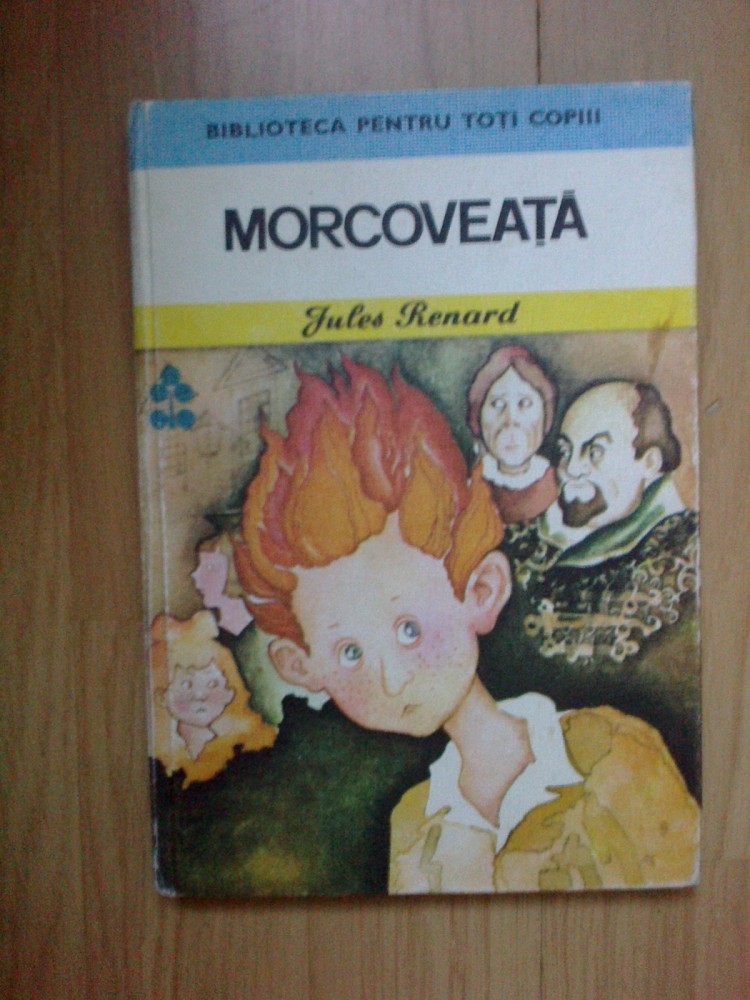 BIBLIOTECA PENTRU TOȚI COPIII
MORCOVEAȚĂ
Jules Renard